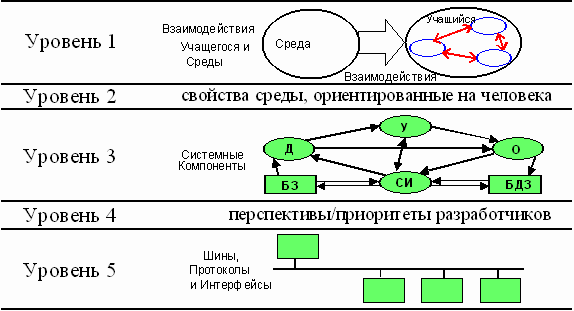 Уровень 1
Взаимодействия
Учащегося и
Среды
Среда
Учащийся
Взаимодействия
Уровень 2
свойства среды, ориентированные на человека
Уровень 3
Системные
Компоненты
У
Д
О
БЗ
СИ
БДЗ
Уровень 4
перспективы/приоритеты разработчиков
Уровень 5
Шины,
Протоколы
и Интерфейсы